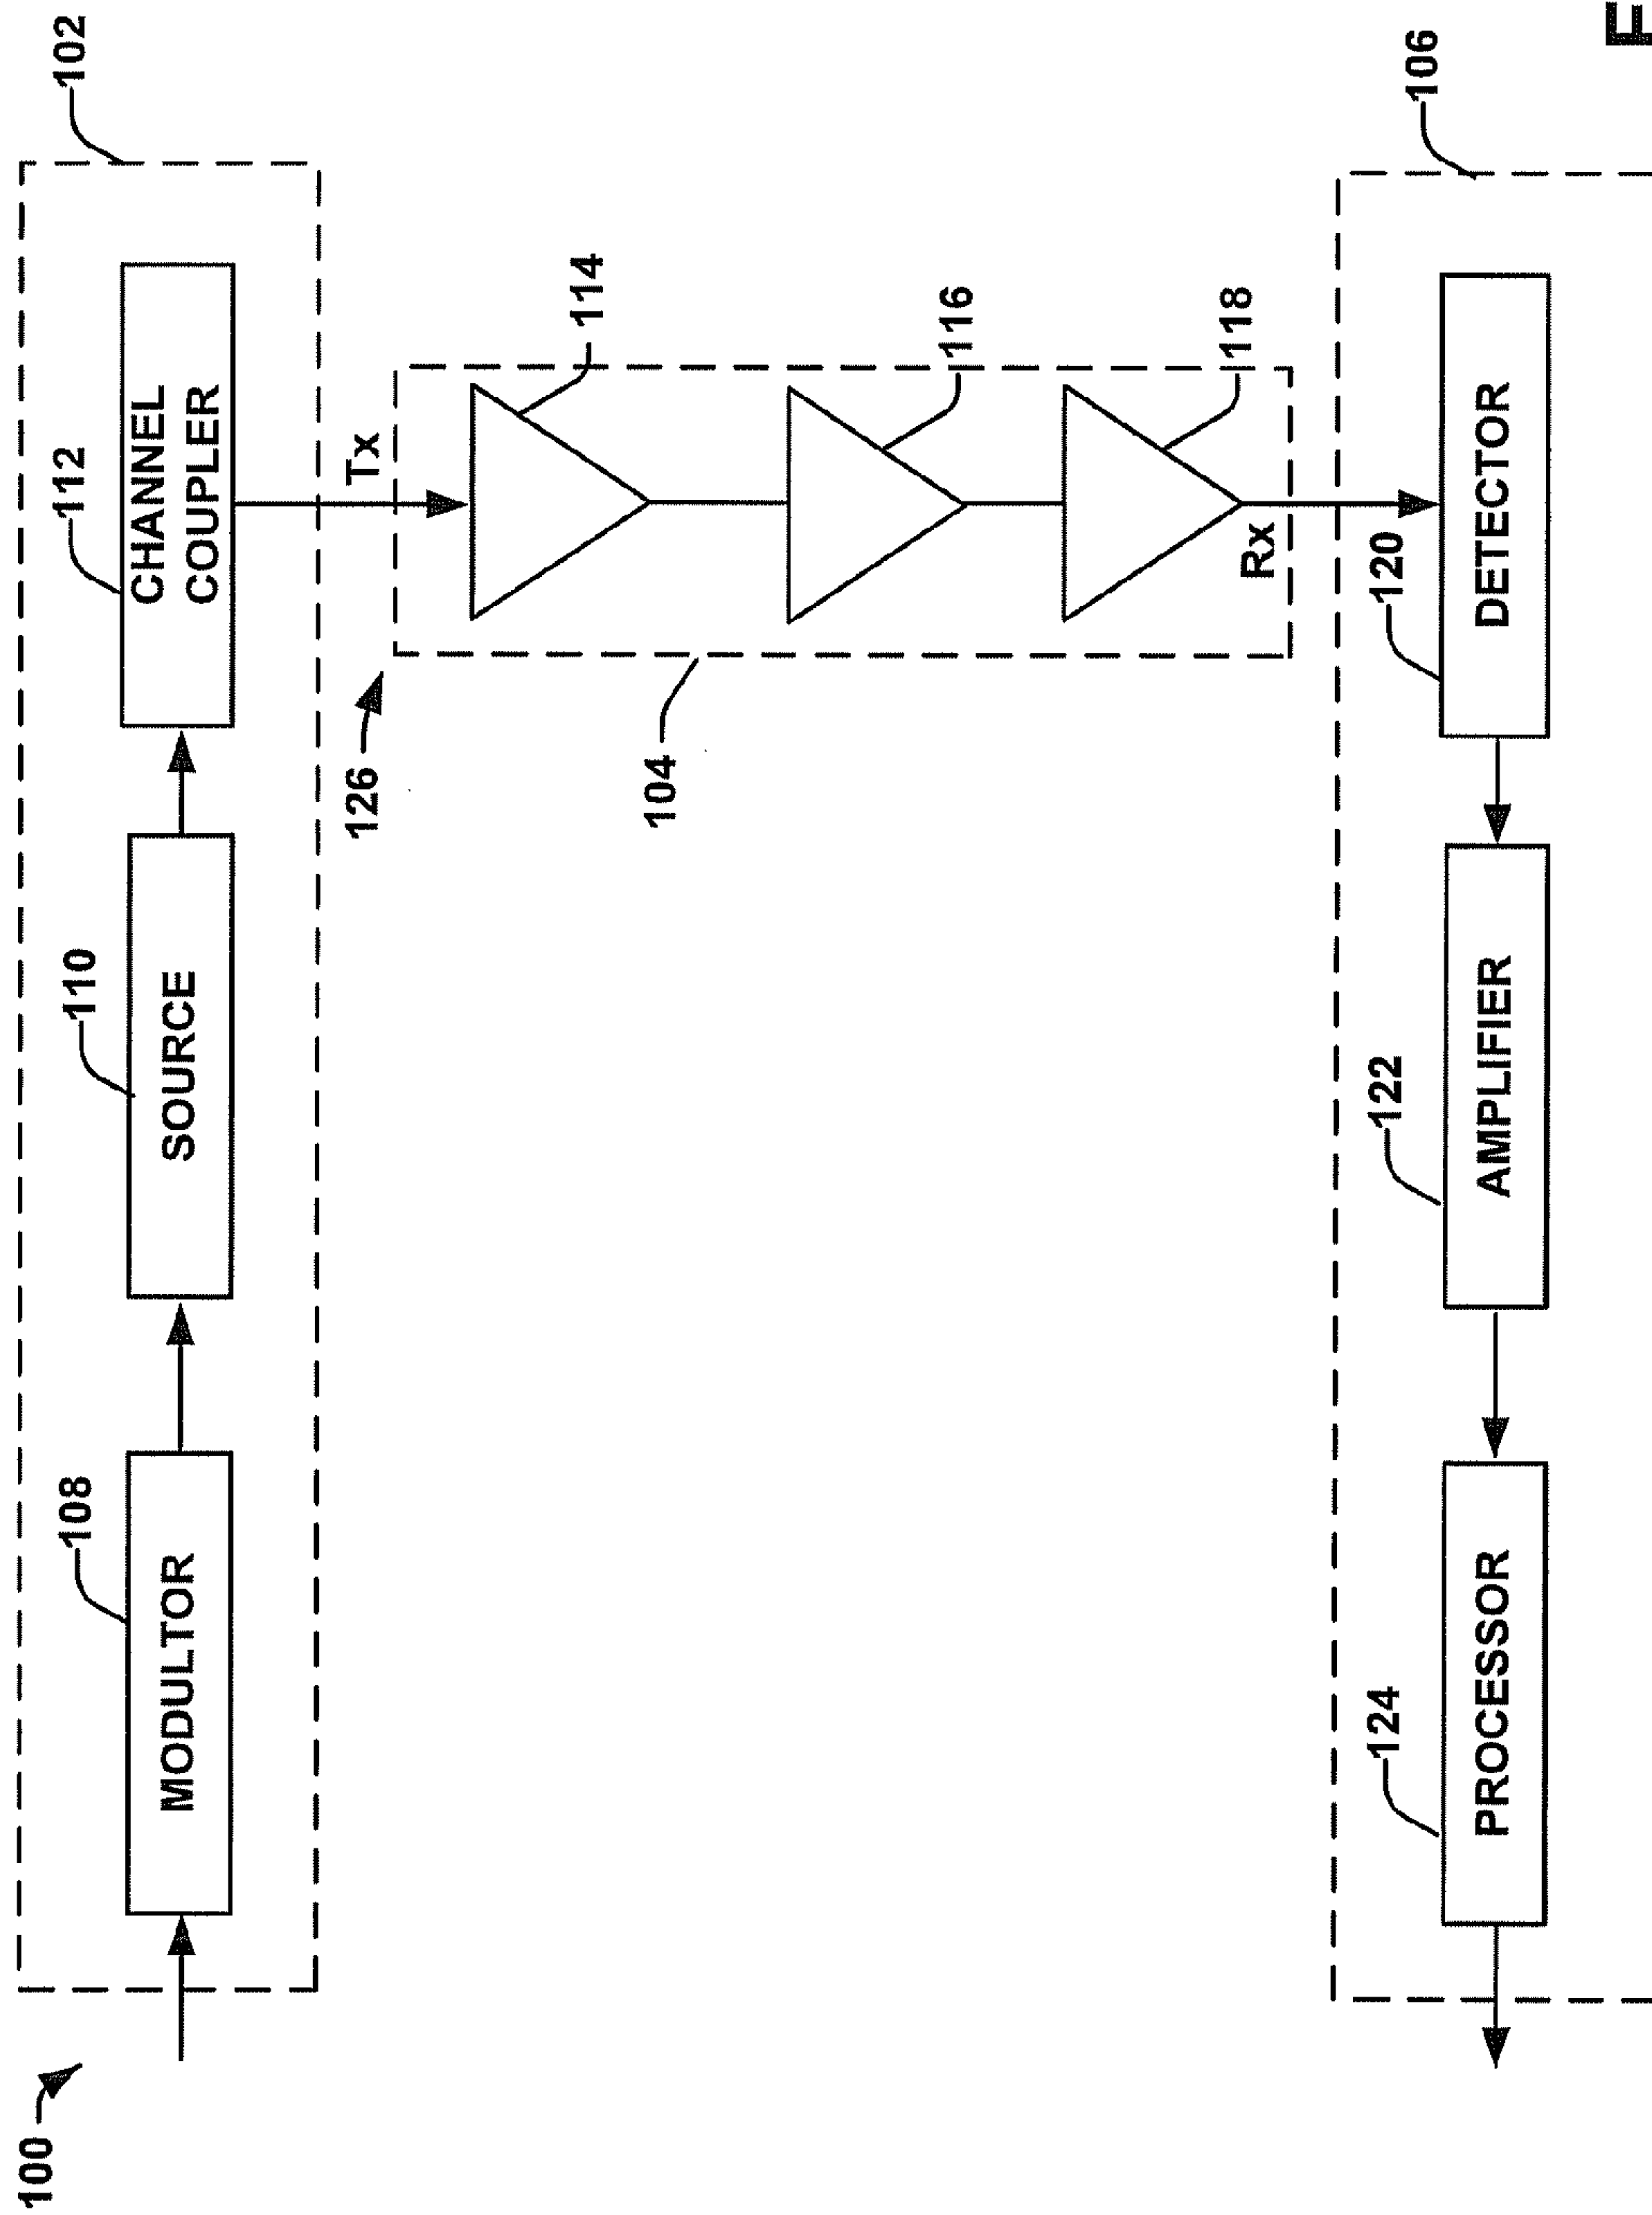 100
102
108
MODULTOR
110
SOURCE
112
CHANNEL
COUPLER
126
Tx
104
114
116
118
Rx
106
124
PROCESSOR
122
AMPLIFIER
120
DETECTOR